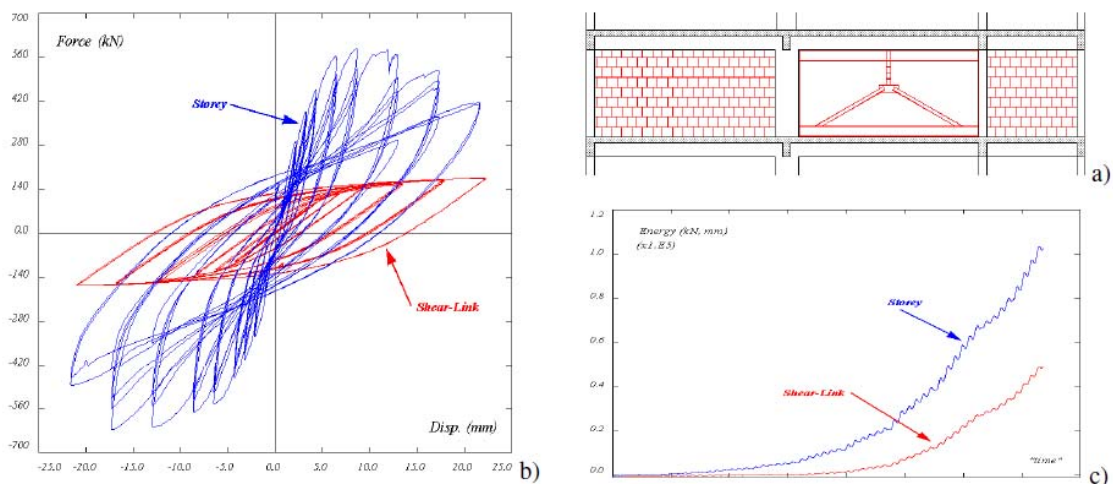 700
560
420
280
140
0.0
-140
-280
-420
-560
-700
Force (kN)
Storey
Shear-Link
Disp. (mm)
-25.0 -20.0 -15.0 -10.0 -5.0 0.0 5.0 10.0 15.0 20.0 25.0
b)
a)
1.2
1.0
0.8
0.6
0.4
0.2
0.0
Energy (kN, mm)
(x1.E5)
Storey
Shear-Link
"time"
c)